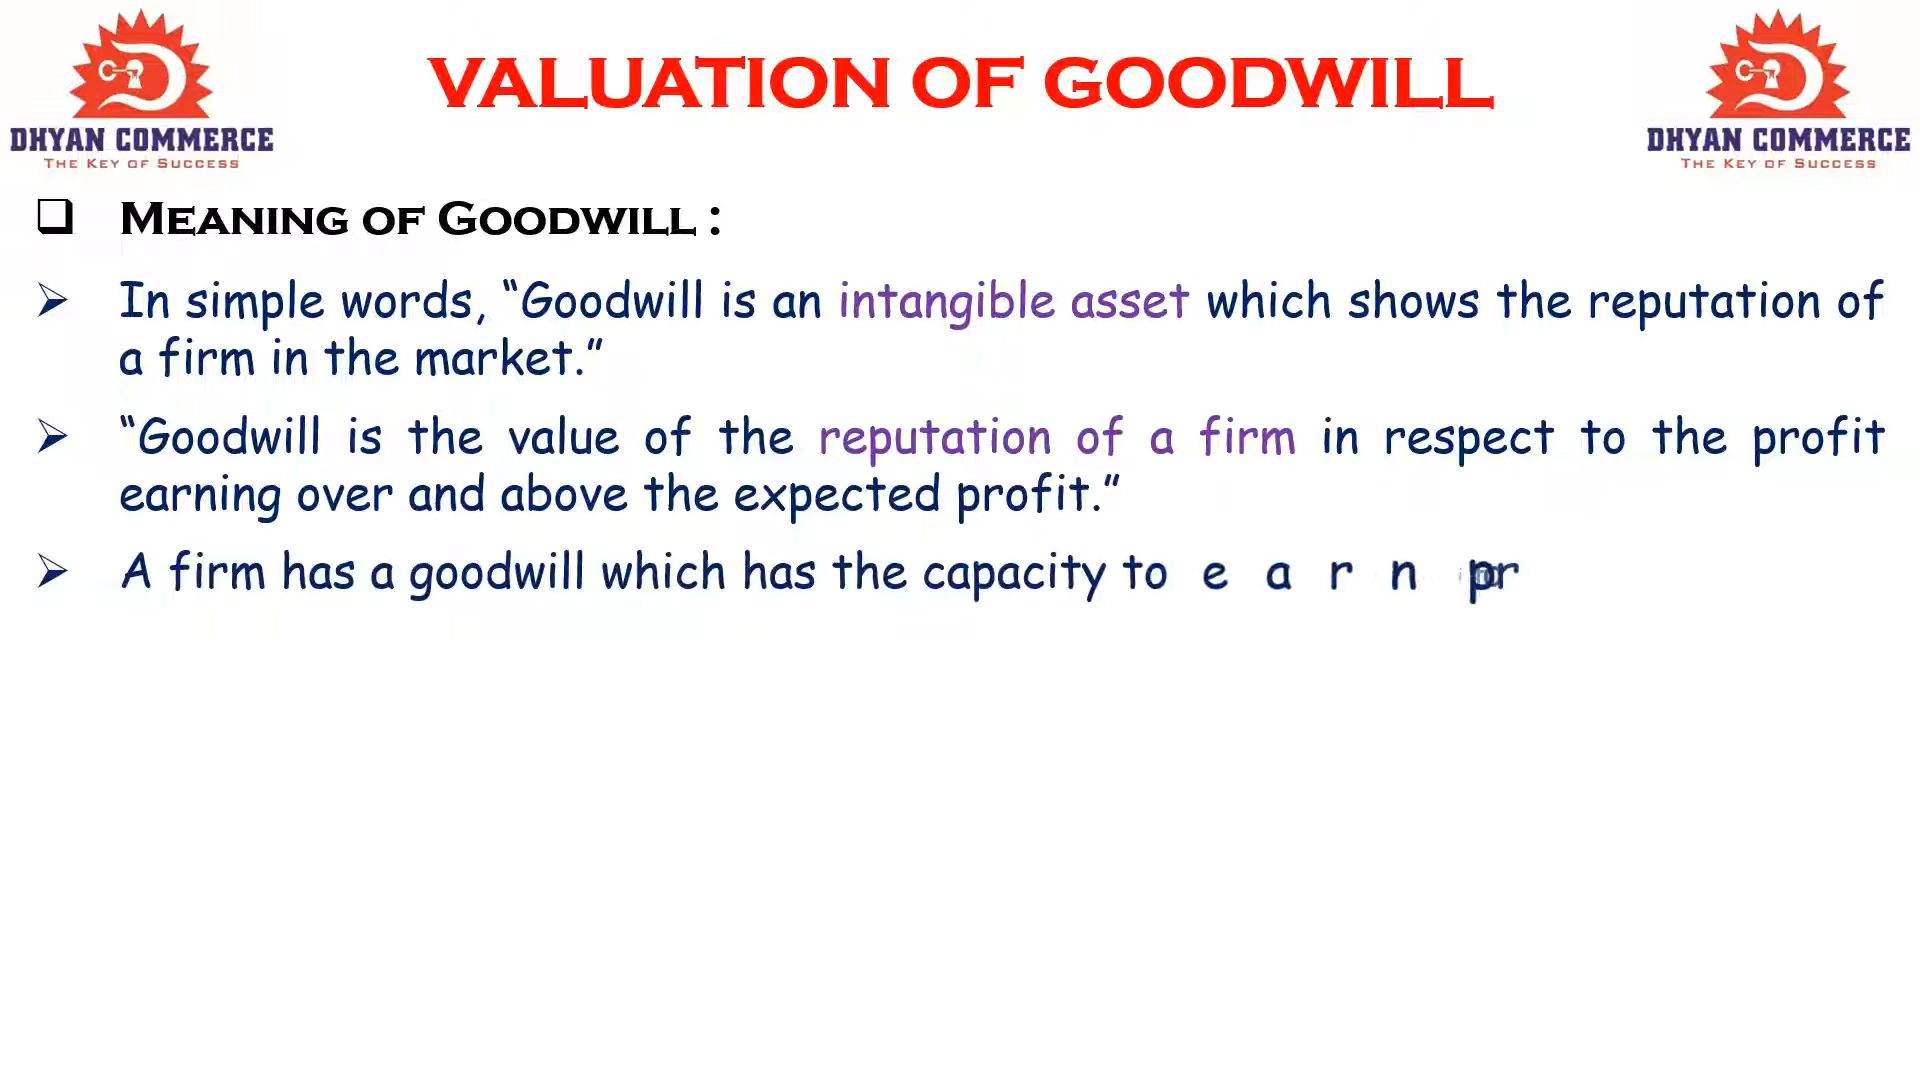 DHYAN COMMERCE
THE KEY OF SUCCESS
VALUATION OF GOODWILL
DHYAN COMMERCE
THE KEY OF SUCCESS
❑ MEANING OF GOODWILL :
➢ In simple words, “Goodwill is an intangible asset which shows the reputation of
a firm in the market.”
➢ “Goodwill is the value of the reputation of a firm in respect to the profit
earning over and above the expected profit.”
➢ A firm has a goodwill which has the capacity to e a r n